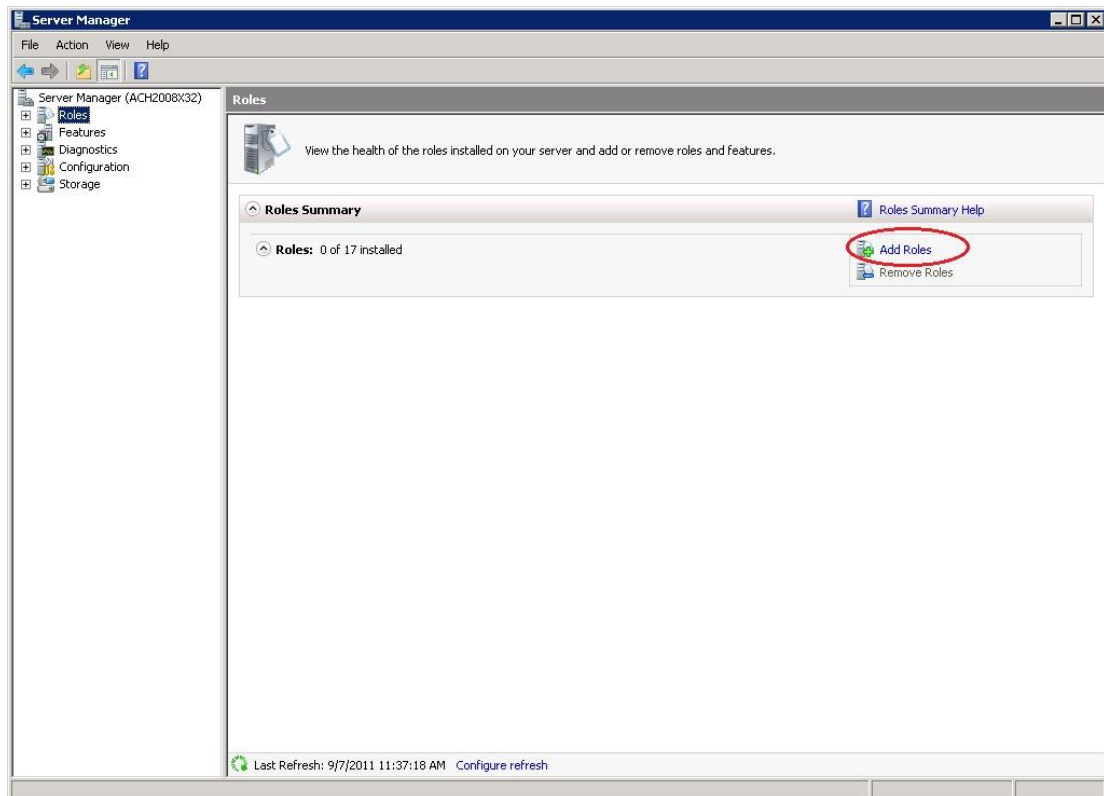 Server Manager
File Action View Help
Server Manager (ACH2008X32)
Roles
Features
Diagnostics
Configuration
Storage
Roles
View the health of the roles installed on your server and add or remove roles and features.
Roles Summary
Roles Summary Help
Roles: 0 of 17 installed
Add Roles
Remove Roles
Last Refresh: 9/7/2011 11:37:18 AM Configure refresh